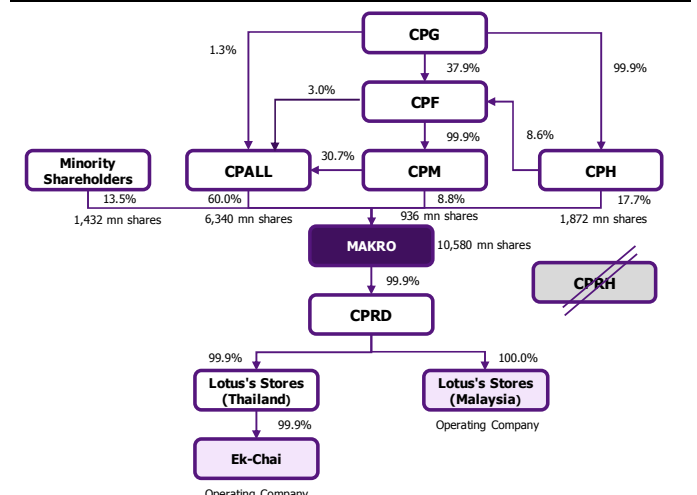 CPG
1.3%
37.9%
99.9%
3.0%
CPF
99.9%
8.6%
Minority
Shareholders
CPALL
30.7%
CPM
CPH
13.5%
60.0%
8.8%
17.7%
1,432 mn shares
6,340 mn shares
936 mn shares
1,872 mn shares
MAKRO
10,580 mn shares
99.9%
CPRH
CPRD
99.9%
100.0%
Lotus's Stores
(Thailand)
Lotus's Stores
(Malaysia)
99.9%
Operating Company
Ek-Chai
Operating Company